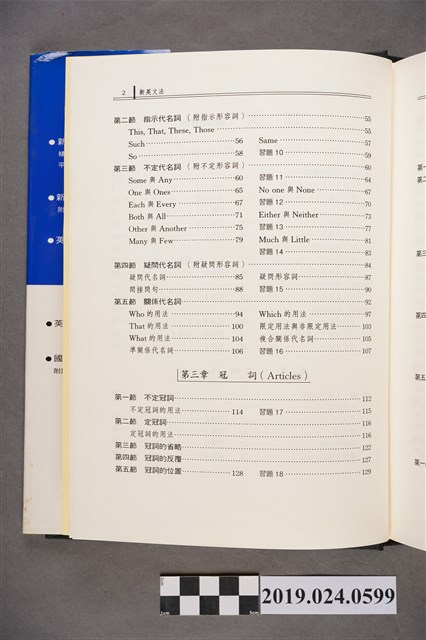 2 新英文法
第二節 指示代名詞 ( 附指示形容詞 ) 55
This, That, These, Those 55
Such 56 Same 57
So 58 習題 10 59
第三節 不定代名詞 ( 附不定形容詞 ) 60
Some 與 Any 60 習題 11 64
One 與 Ones 65 No one 與 None 67
Each 與 Every 67 習題 12 70
Both 與 All 71 Either 與 Neither 73
Other 與 Another 75 習題 13 77
Many 與 Few 79 Much 與 Little 81
習題 14 83
第四節 疑問代名詞 ( 附疑問形容詞 ) 84
疑問代名詞 85 疑問形容詞 87
間接問句 88 習題 15 90
第五節 關係代名詞 92
Who 的用法 94 Which 的用法 97
That 的用法 100 限定用法與非限定用法 103
What 的用法 104 複合關係代名詞 105
準關係代名詞 106 習題 16 107
第三章 冠 詞 ( Articles )
第一節 不定冠詞 112
不定冠詞的用法 114 習題 17 115
第二節 定冠詞 116
定冠詞的用法 116
第三節 冠詞的省略 122
第四節 冠詞的反覆 127
第五節 冠詞的位置 128 習題 18 129
2019.024.0599